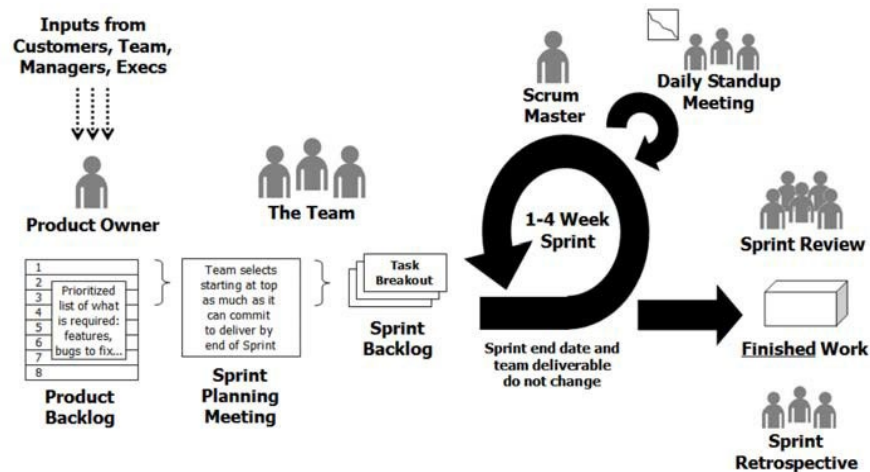 Inputs from
Customers, Team,
Managers, Execs
Product Owner
The Team
Scrum
Master
Daily Standup
Meeting
1-4 Week
Sprint
Sprint Review
1
2
3
4
5
6
7
8
Prioritized
list of what
is required:
features,
bugs to fix...
Product
Backlog
Team selects
starting at top
as much as it
can commit
to deliver by
end of Sprint
Sprint
Planning
Meeting
Task
Breakout
Sprint
Backlog
Sprint end date and
team deliverable
do not change
Finished Work
Sprint
Retrospective